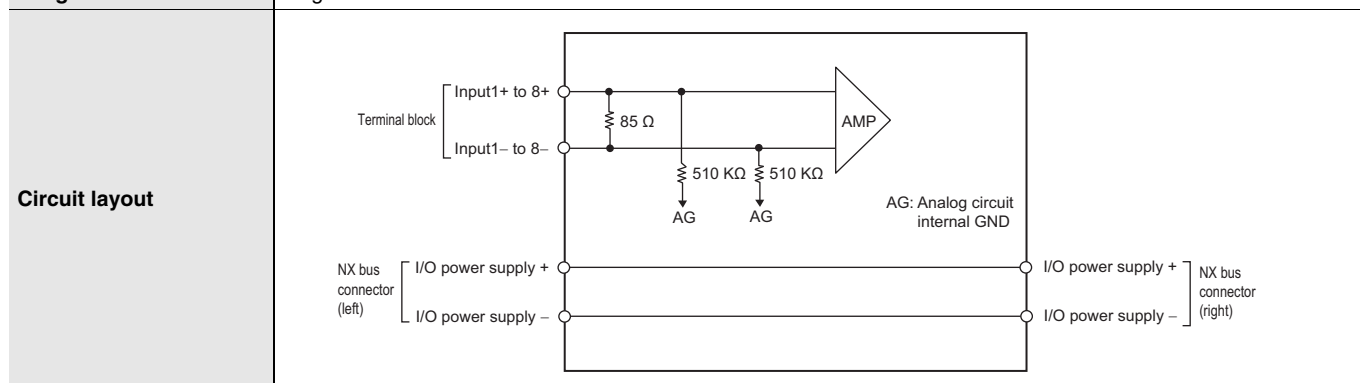 Circuit layout
Terminal block
Input1+ to 8+
Input1– to 8–
85 Ω
AMP
510 KΩ
510 KΩ
AG
AG
AG: Analog circuit
internal GND
NX bus
connector
(left)
I/O power supply +
I/O power supply –
I/O power supply +
I/O power supply –
NX bus
connector
(right)